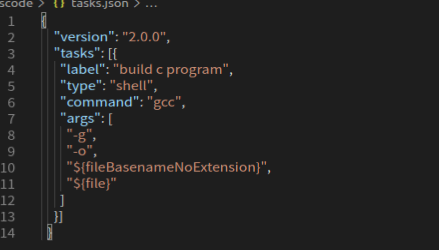 scode > {} tasks.json > ...
1 {
2 "version": "2.0.0",
3 "tasks": [{
4 "label": "build c program",
5 "type": "shell",
6 "command": "gcc",
7 "args": [
8 "-g",
9 "-o",
10 "${fileBasenameNoExtension}",
11 "${file}"
12 ]
13 }]
14 }